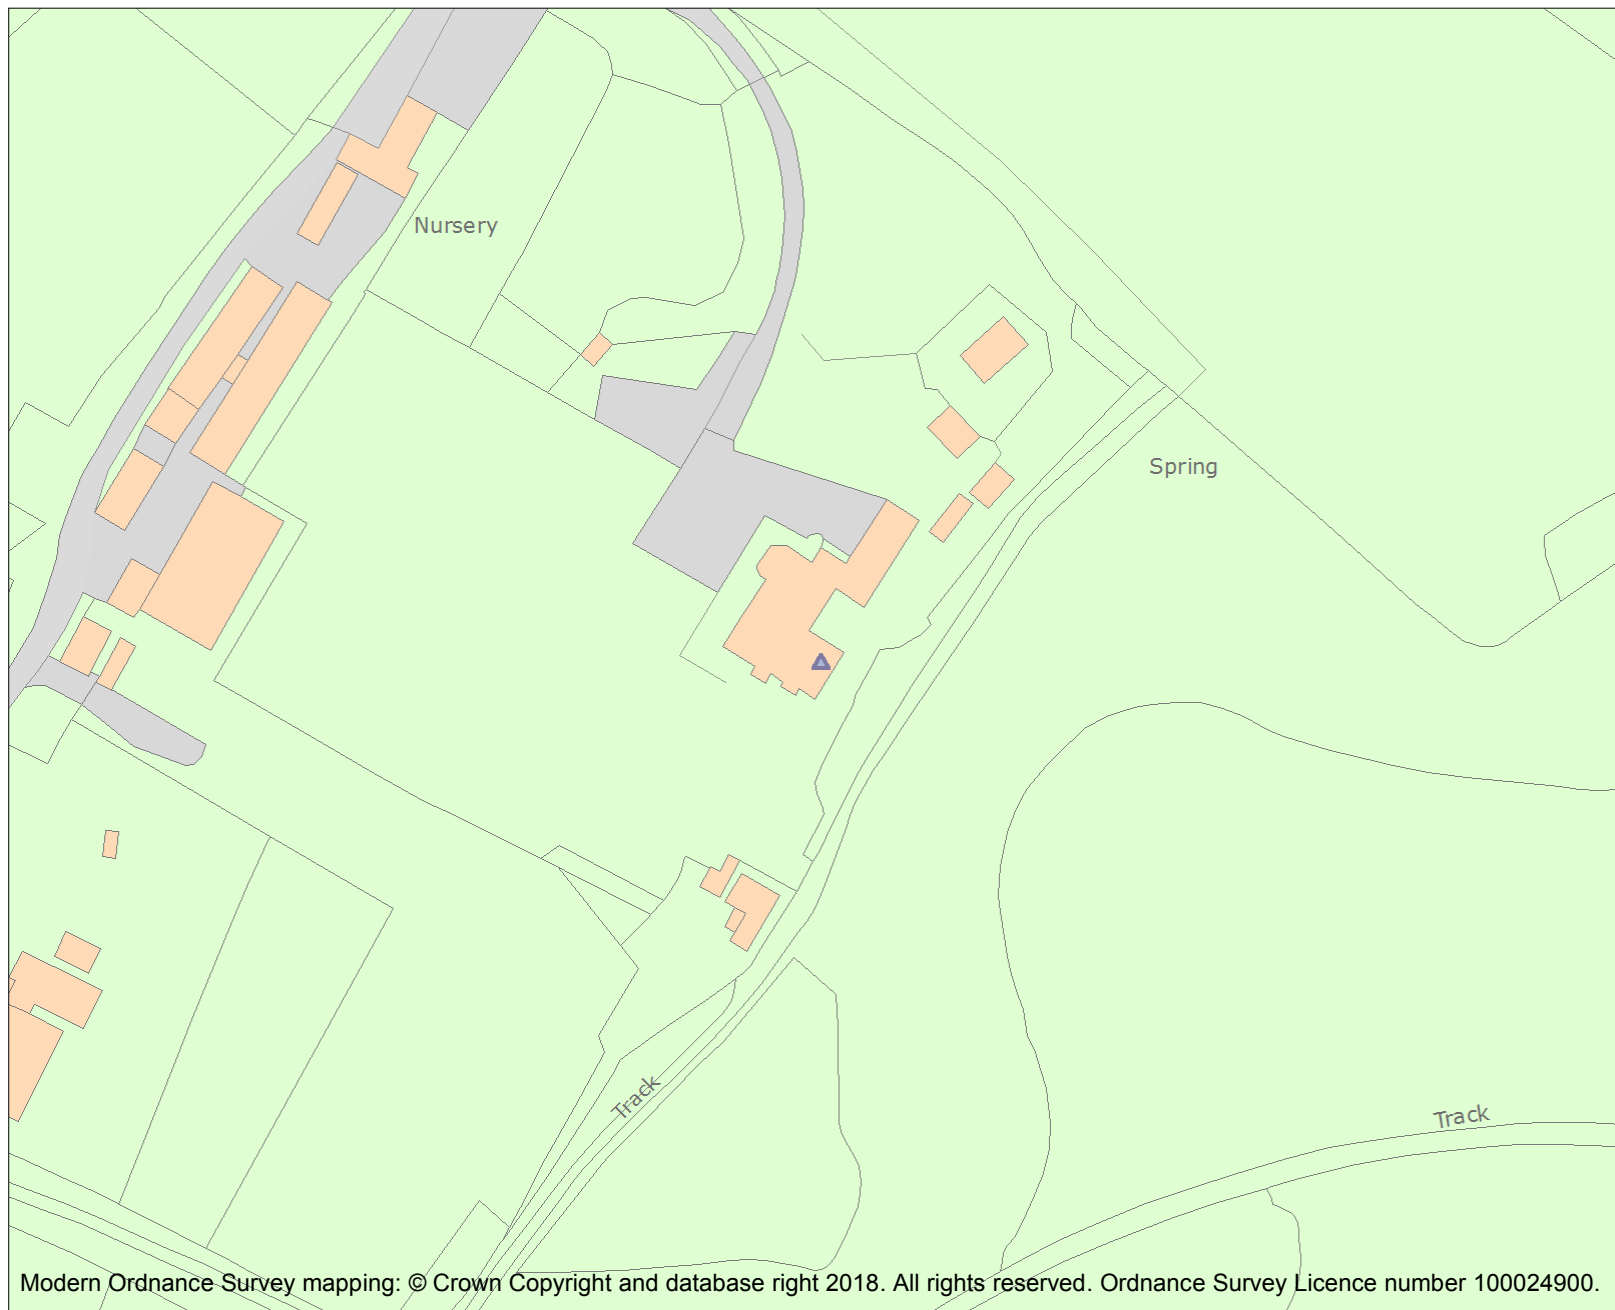 Nursery
Spring
Track
Track
Modern Ordnance Survey mapping: © Crown Copyright and database right 2018. All rights reserved. Ordnance Survey Licence number 100024900.